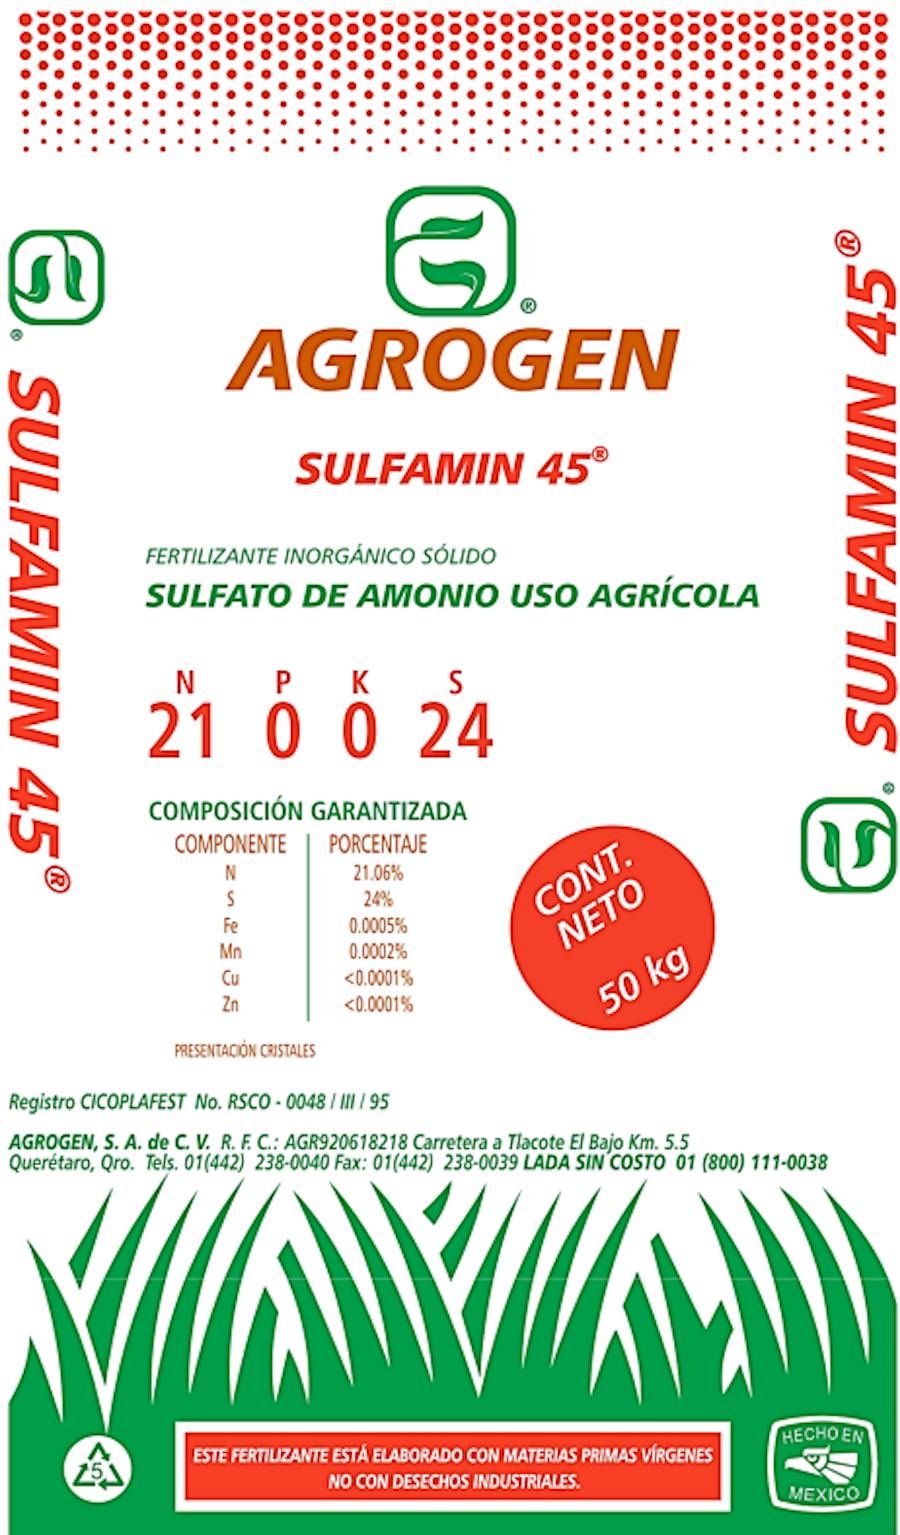 ®
AGROGEN
SULFAMIN 45®
FERTILIZANTE INORGÁNICO SÓLIDO
SULFATO DE AMONIO USO AGRÍCOLA
N P K S
21 0 0 24
COMPOSICIÓN GARANTIZADA
COMPONENTE PORCENTAJE
N 21.06%
S 24%
Fe 0.0005%
Mn 0.0002%
Cu <0.0001%
Zn <0.0001%
PRESENTACIÓN CRISTALES
CONT.
NETO
50 kg
®
SULFAMIN 45®
SULFAMIN 45®
®
Registro CICOPLAFEST No. RSCO - 0048 / III / 95
AGROGEN, S. A. de C. V. R. F. C.: AGR920618218 Carretera a Tlacote El Bajo Km. 5.5
Querétaro, Qro. Tels. 01(442) 238-0040 Fax: 01(442) 238-0039 LADA SIN COSTO 01 (800) 111-0038
5
ESTE FERTILIZANTE ESTÁ ELABORADO CON MATERIAS PRIMAS VÍRGENES
NO CON DESECHOS INDUSTRIALES.
HECHO EN
MEXICO